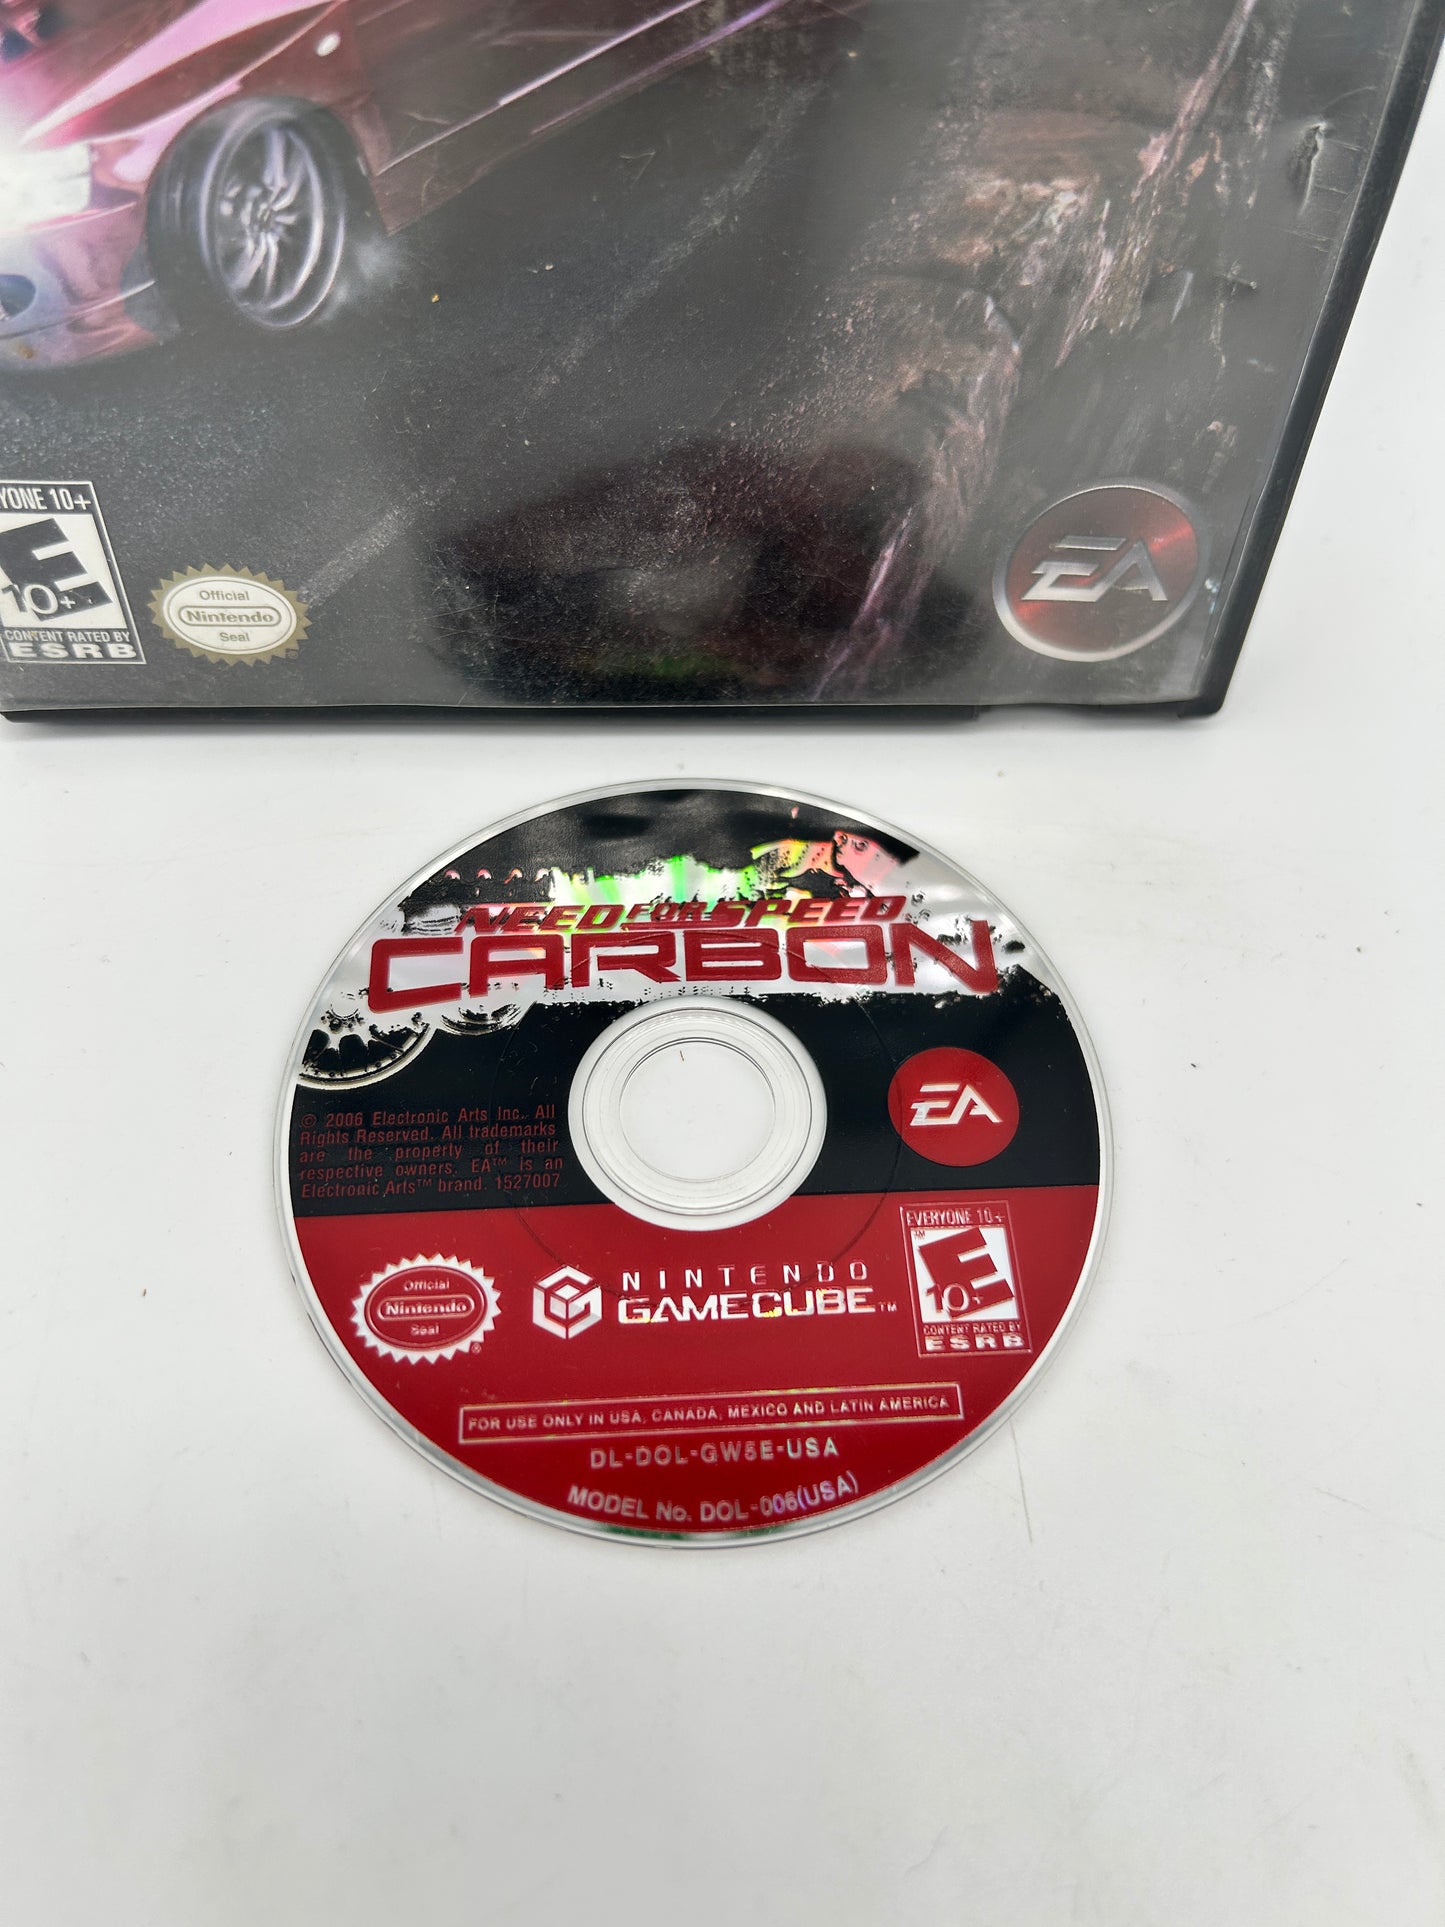 YONE 10+
E
10+
CONTENT RATED BY
ESRB
Official
Nintendo
Seal
EA
NEED FOR SPEED
CARBON
© 2006 Electronic Arts Inc. All
Rights Reserved. All trademarks
are the property of their
respective owners. EA™ is an
Electronic Arts™ brand. 1527007
EA
Official
Nintendo
Seal
®
NINTENDO
GAMECUBE™
EVERYONE 10+
™
E
10+
CONTENT RATED BY
ESRB
FOR USE ONLY IN USA, CANADA, MEXICO AND LATIN AMERICA
DL-DOL-GW5E-USA
MODEL No. DOL-006(USA)